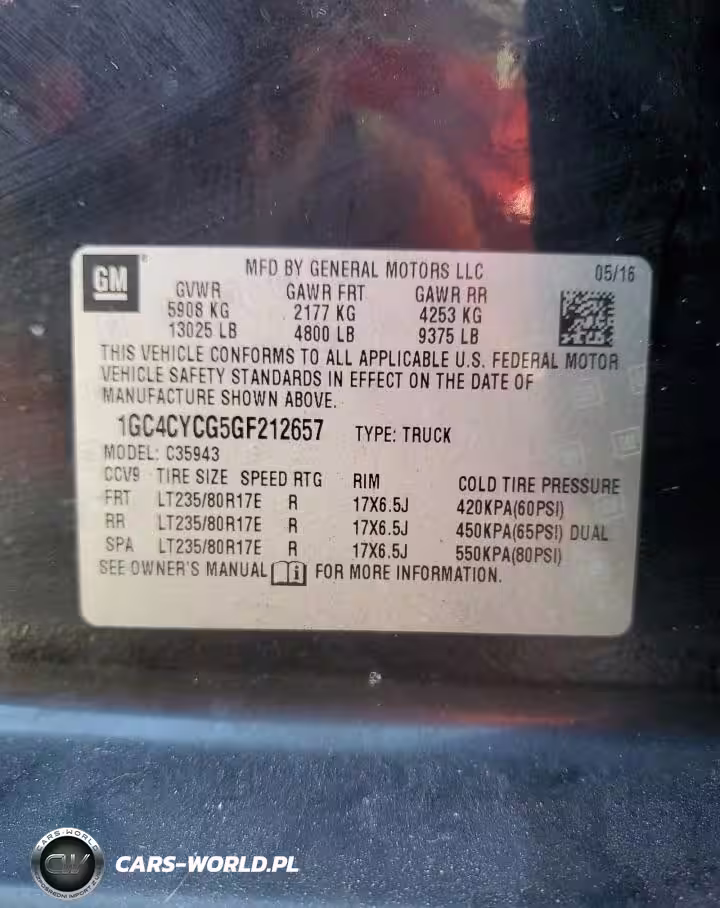 GM
MFD BY GENERAL MOTORS LLC 05/16
GVWR GAWR FRT GAWR RR
5908 KG 2177 KG 4253 KG
13025 LB 4800 LB 9375 LB
THIS VEHICLE CONFORMS TO ALL APPLICABLE U.S. FEDERAL MOTOR
VEHICLE SAFETY STANDARDS IN EFFECT ON THE DATE OF
MANUFACTURE SHOWN ABOVE.
1GC4CYCG5GF212657 TYPE: TRUCK
MODEL: C35943
CCV9 TIRE SIZE SPEED RTG RIM COLD TIRE PRESSURE
FRT LT235/80R17E R 17X6.5J 420KPA(60PSI)
RR LT235/80R17E R 17X6.5J 450KPA(65PSI) DUAL
SPA LT235/80R17E R 17X6.5J 550KPA(80PSI)
SEE OWNER'S MANUAL FOR MORE INFORMATION.
CARS-WORLD
CW
CARS-WORLD.PL